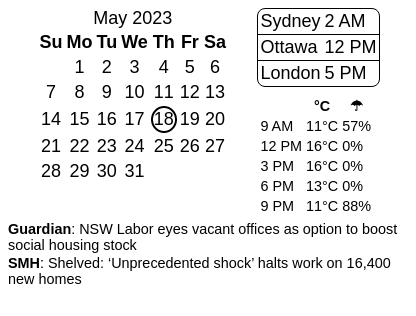 May 2023
Su Mo Tu We Th Fr Sa
1 2 3 4 5 6
7 8 9 10 11 12 13
14 15 16 17 18 19 20
21 22 23 24 25 26 27
28 29 30 31
Sydney 2 AM
Ottawa 12 PM
London 5 PM
°C ☂
9 AM 11°C 57%
12 PM 16°C 0%
3 PM 16°C 0%
6 PM 13°C 0%
9 PM 11°C 88%
Guardian: NSW Labor eyes vacant offices as option to boost
social housing stock
SMH: Shelved: ‘Unprecedented shock’ halts work on 16,400
new homes